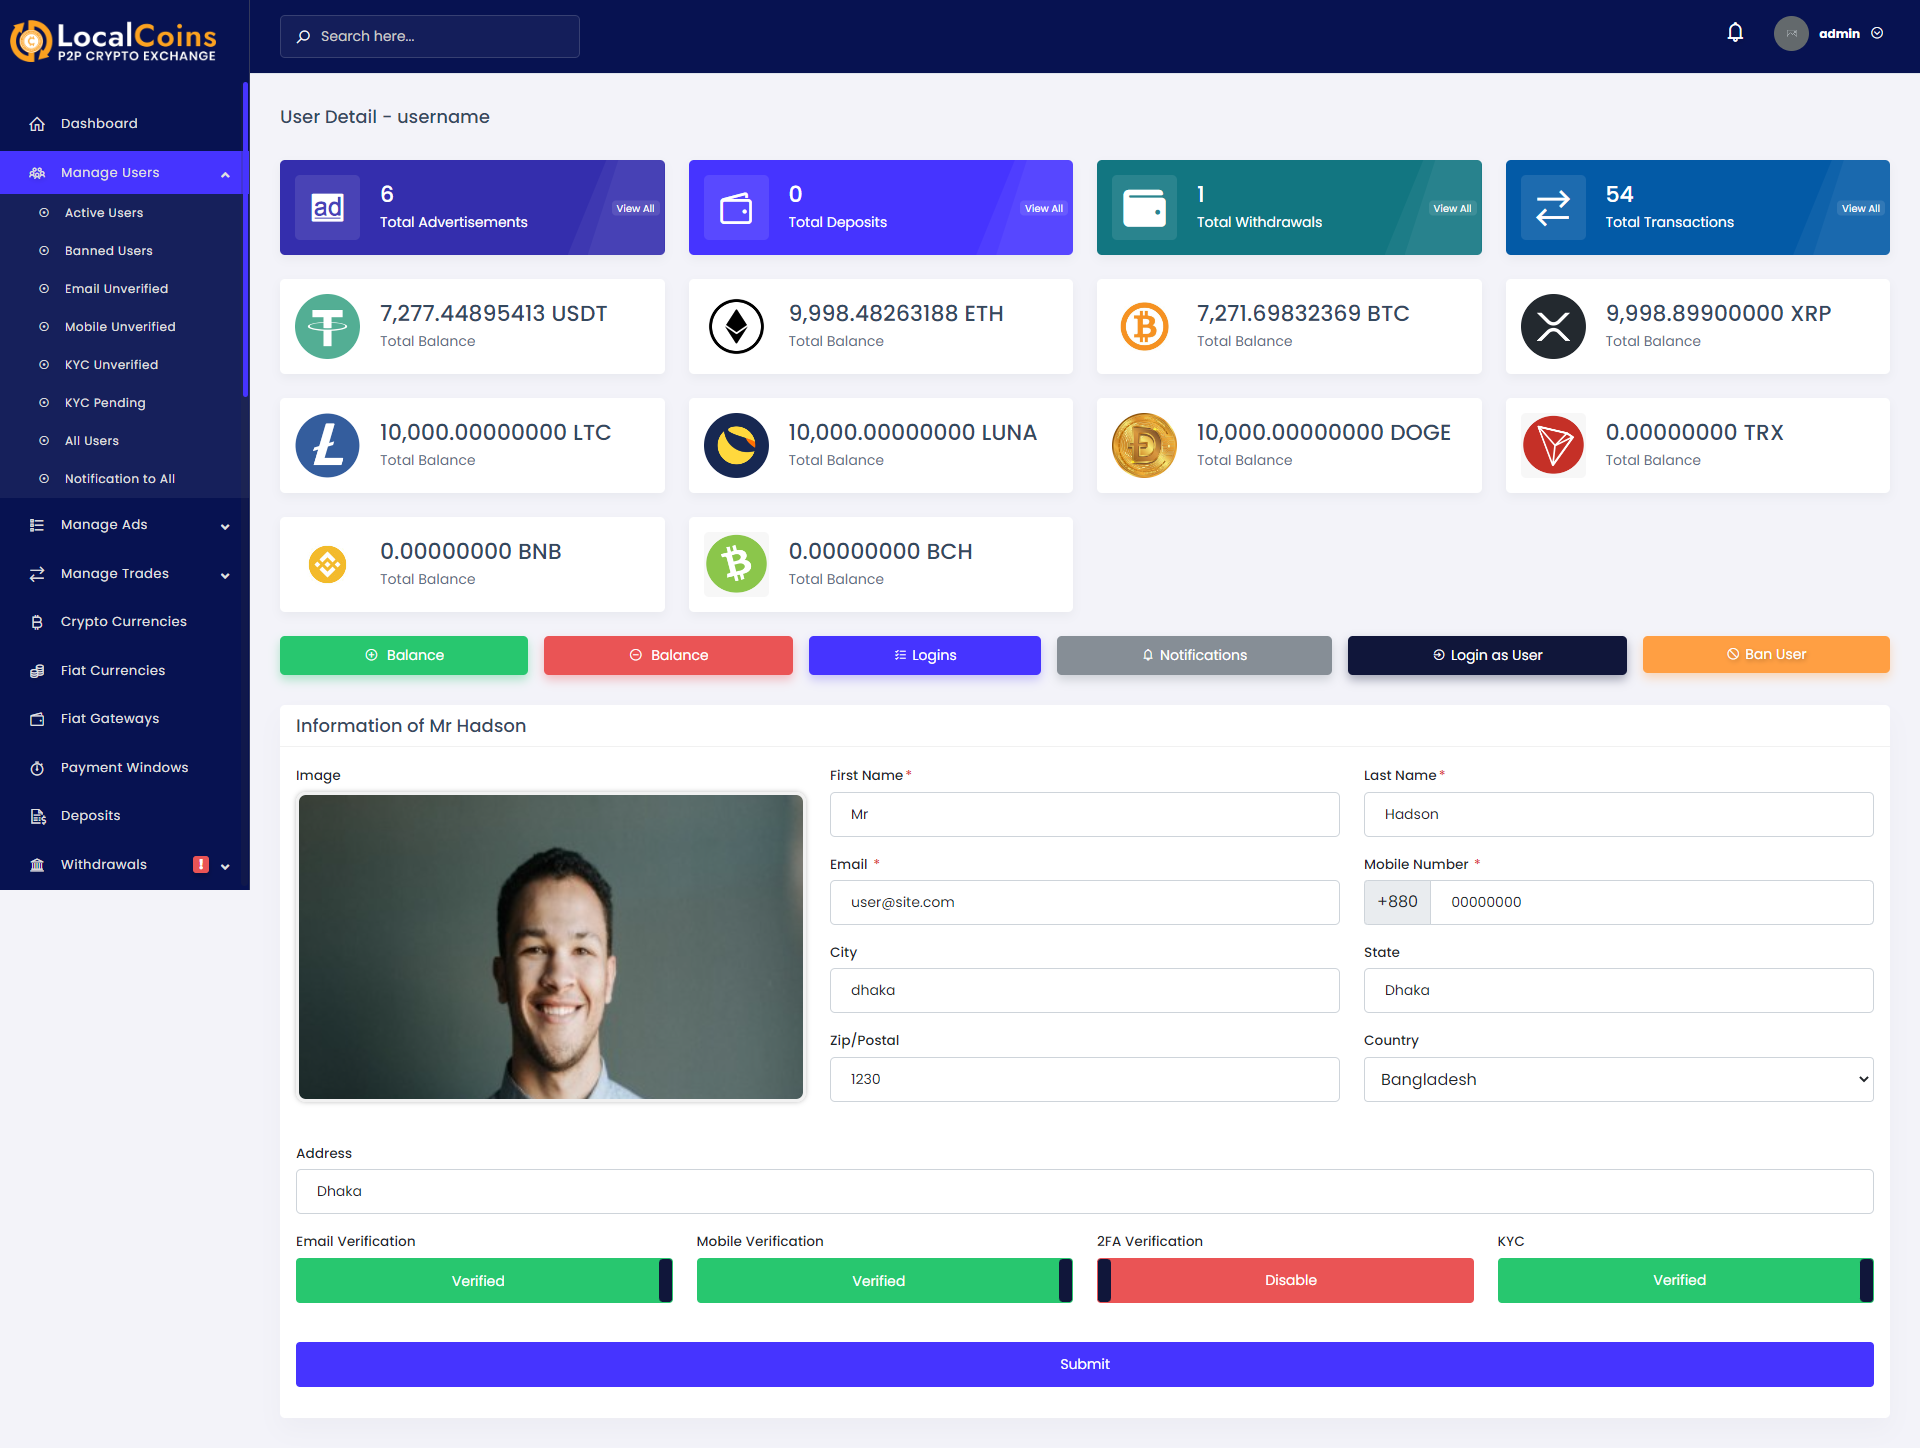 LocalCoins
P2P CRYPTO EXCHANGE
Search here...
admin
Dashboard
Manage Users
Active Users
Banned Users
Email Unverified
Mobile Unverified
KYC Unverified
KYC Pending
All Users
Notification to All
Manage Ads
Manage Trades
Crypto Currencies
Fiat Currencies
Fiat Gateways
Payment Windows
Deposits
Withdrawals
User Detail - username
ad
6
Total Advertisements
View All
0
Total Deposits
View All
1
Total Withdrawals
View All
54
Total Transactions
View All
7,277.44895413 USDT
Total Balance
9,998.48263188 ETH
Total Balance
7,271.69832369 BTC
Total Balance
9,998.89900000 XRP
Total Balance
10,000.00000000 LTC
Total Balance
10,000.00000000 LUNA
Total Balance
10,000.00000000 DOGE
Total Balance
0.00000000 TRX
Total Balance
0.00000000 BNB
Total Balance
0.00000000 BCH
Total Balance
Balance
Balance
Logins
Notifications
Login as User
Ban User
Information of Mr Hadson
Image
First Name *
Mr
Last Name *
Hadson
Email *
user@site.com
Mobile Number *
+880 00000000
City
dhaka
State
Dhaka
Zip/Postal
1230
Country
Bangladesh
Address
Dhaka
Email Verification
Verified
Mobile Verification
Verified
2FA Verification
Disable
KYC
Verified
Submit